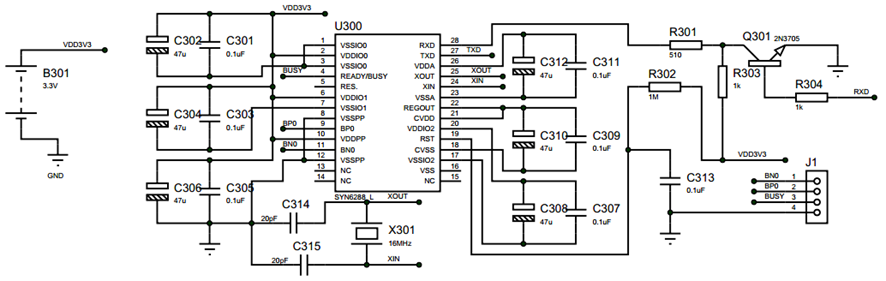 VDD3V3
B301
3.3V
GND
VDD3V3
C302
47u
C301
0.1uF
BUSY
C304
47u
C303
0.1uF
BP0
BN0
C306
47u
C305
0.1uF
U300
1 VSSIO0 RXD 28
2 VDDIO0 TXD 27 TXD
3 VSSIO0 VDDA 26
4 READY/BUSY XOUT 25 XOUT
5 RES. XIN 24 XIN
6 VDDIO1 VSSA 23
7 VSSIO1 REGOUT 22
8 VSSPP CVDD 21
9 BP0 VDDIO2 20
10 VDDPP RST 19
11 BN0 CVSS 18
12 VSSPP VSSIO2 17
13 NC VSS 16
14 NC NC 15
SYN6288_L
XOUT
C314
20pF
X301
16MHz
C315
20pF
XIN
C312
47u
C311
0.1uF
C310
47u
C309
0.1uF
C308
47u
C307
0.1uF
R301
510
R302
1M
R303
1k
Q301
2N3705
R304
1k
RXD
VDD3V3
C313
0.1uF
J1
BN0 1
BP0 2
BUSY 3
4